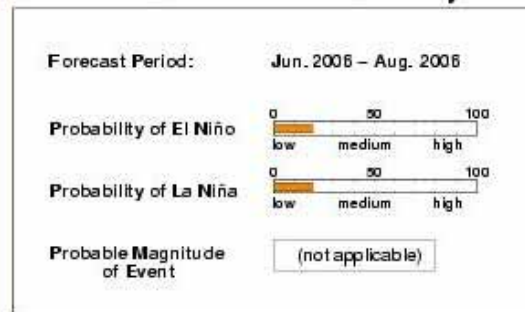 Forecast Period: Jun. 2006 – Aug. 2006
0 50 100
Probability of El Niño
low medium high
0 50 100
Probability of La Niña
low medium high
Probable Magnitude
of Event
(not applicable)